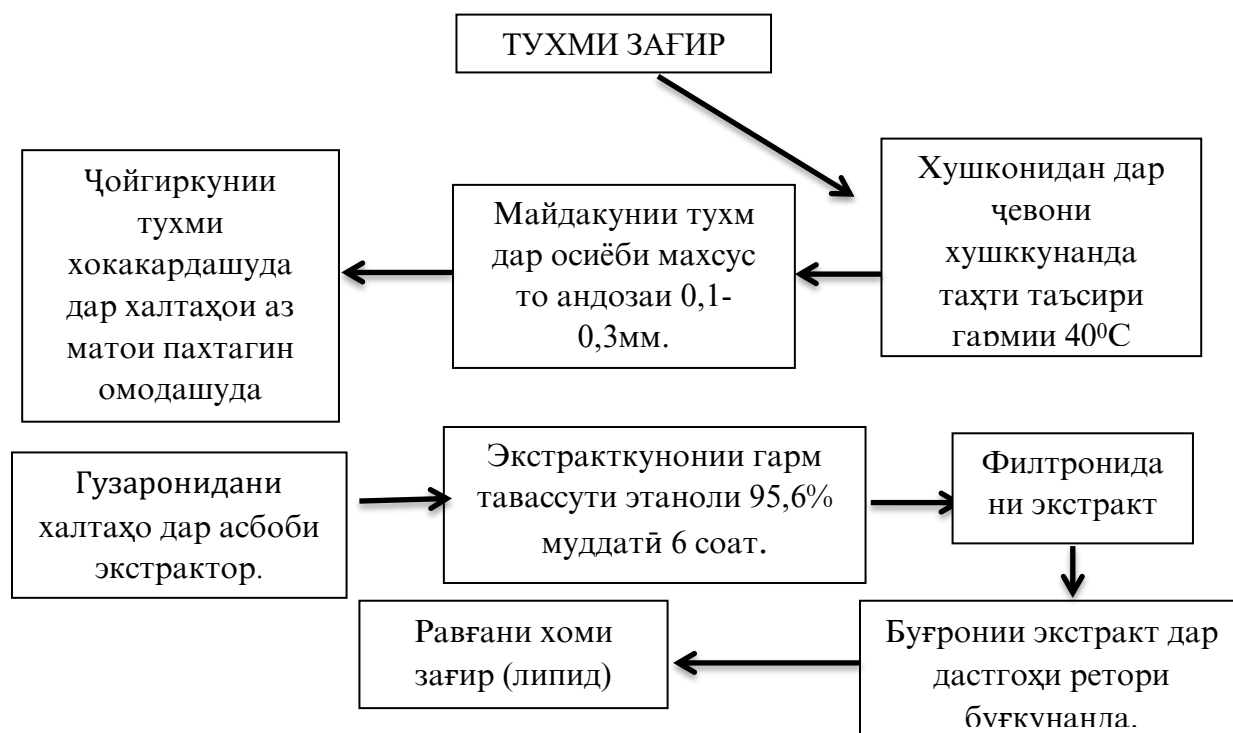 ТУХМИ ЗАҒИР
Хушконидан дар
ҷевони
хушккунанда
таҳти таъсири
гармии 40⁰С
Майдакунии тухм
дар осиёби махсус
то андозаи 0,1-
0,3мм.
Ҷойгиркунии
тухми
хокакардашуда
дар халтаҳои аз
матои пахтагин
омодашуда
Гузаронидани
халтаҳо дар асбоби
экстрактор.
Экстракткунонии гарм
тавассути этаноли 95,6%
муддатӣ 6 соат.
Филтронида
ни экстракт
Буғронии экстракт дар
дастгоҳи ретори
буғкунанда.
Равғани хоми
зағир (липид)